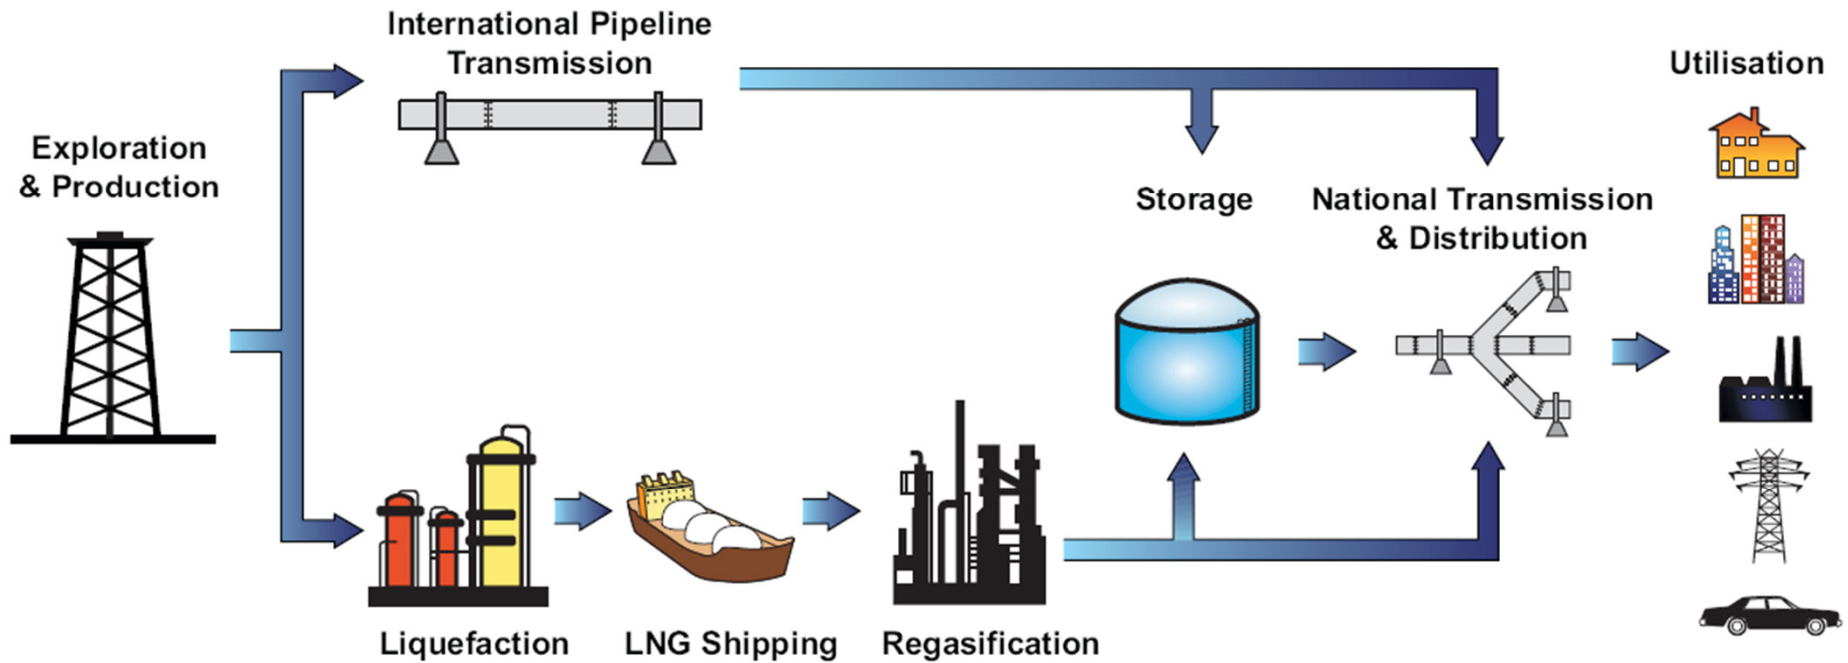 International Pipeline
Transmission
Utilisation
Exploration
& Production
Storage
National Transmission
& Distribution
Liquefaction
LNG Shipping
Regasification